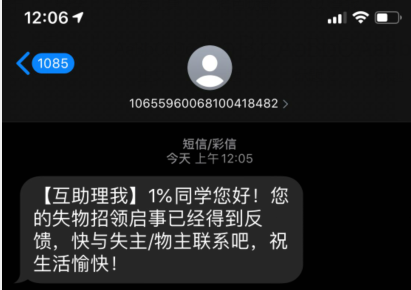 12:06
1085
10655960068100418482 >
短信/彩信
今天 上午12:05
【互助理我】1%同学您好！您
的失物招领启事已经得到反
馈，快与失主/物主联系吧，祝
生活愉快！